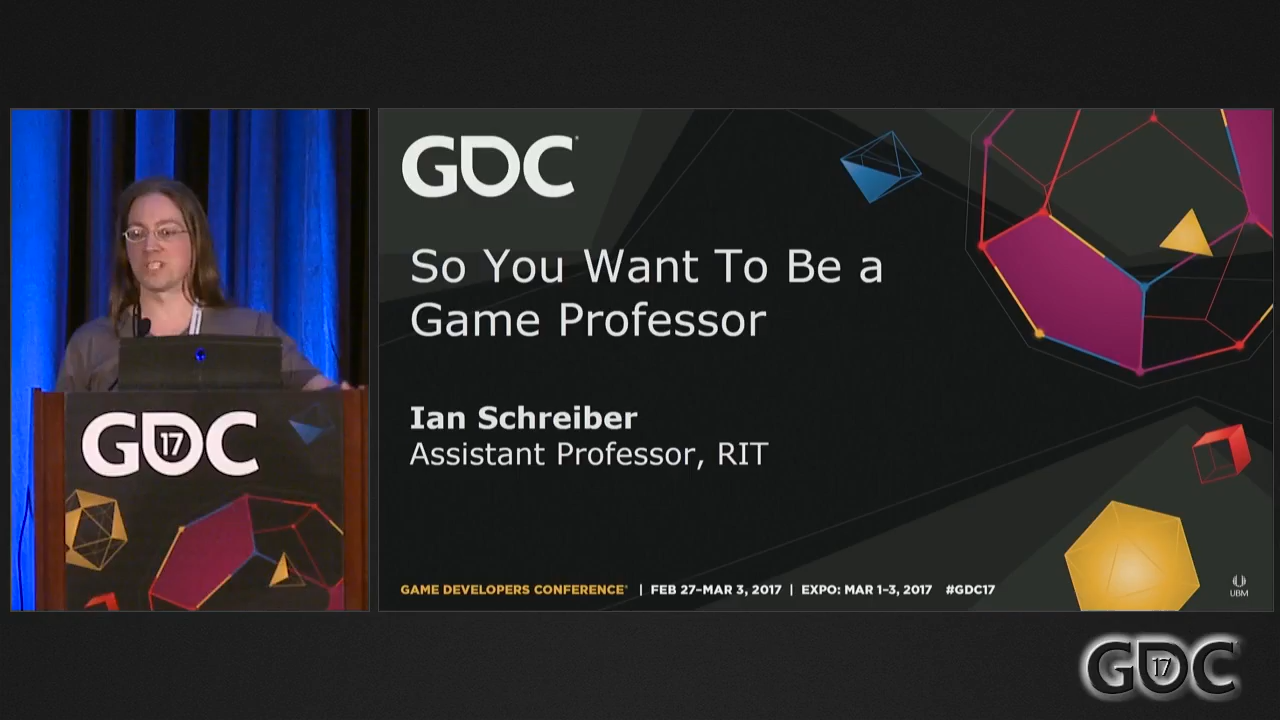 GDC
So You Want To Be a
Game Professor
Ian Schreiber
Assistant Professor, RIT
GAME DEVELOPERS CONFERENCE® | FEB 27–MAR 3, 2017 | EXPO: MAR 1–3, 2017 #GDC17
UBM
GDC
17
GDC
17